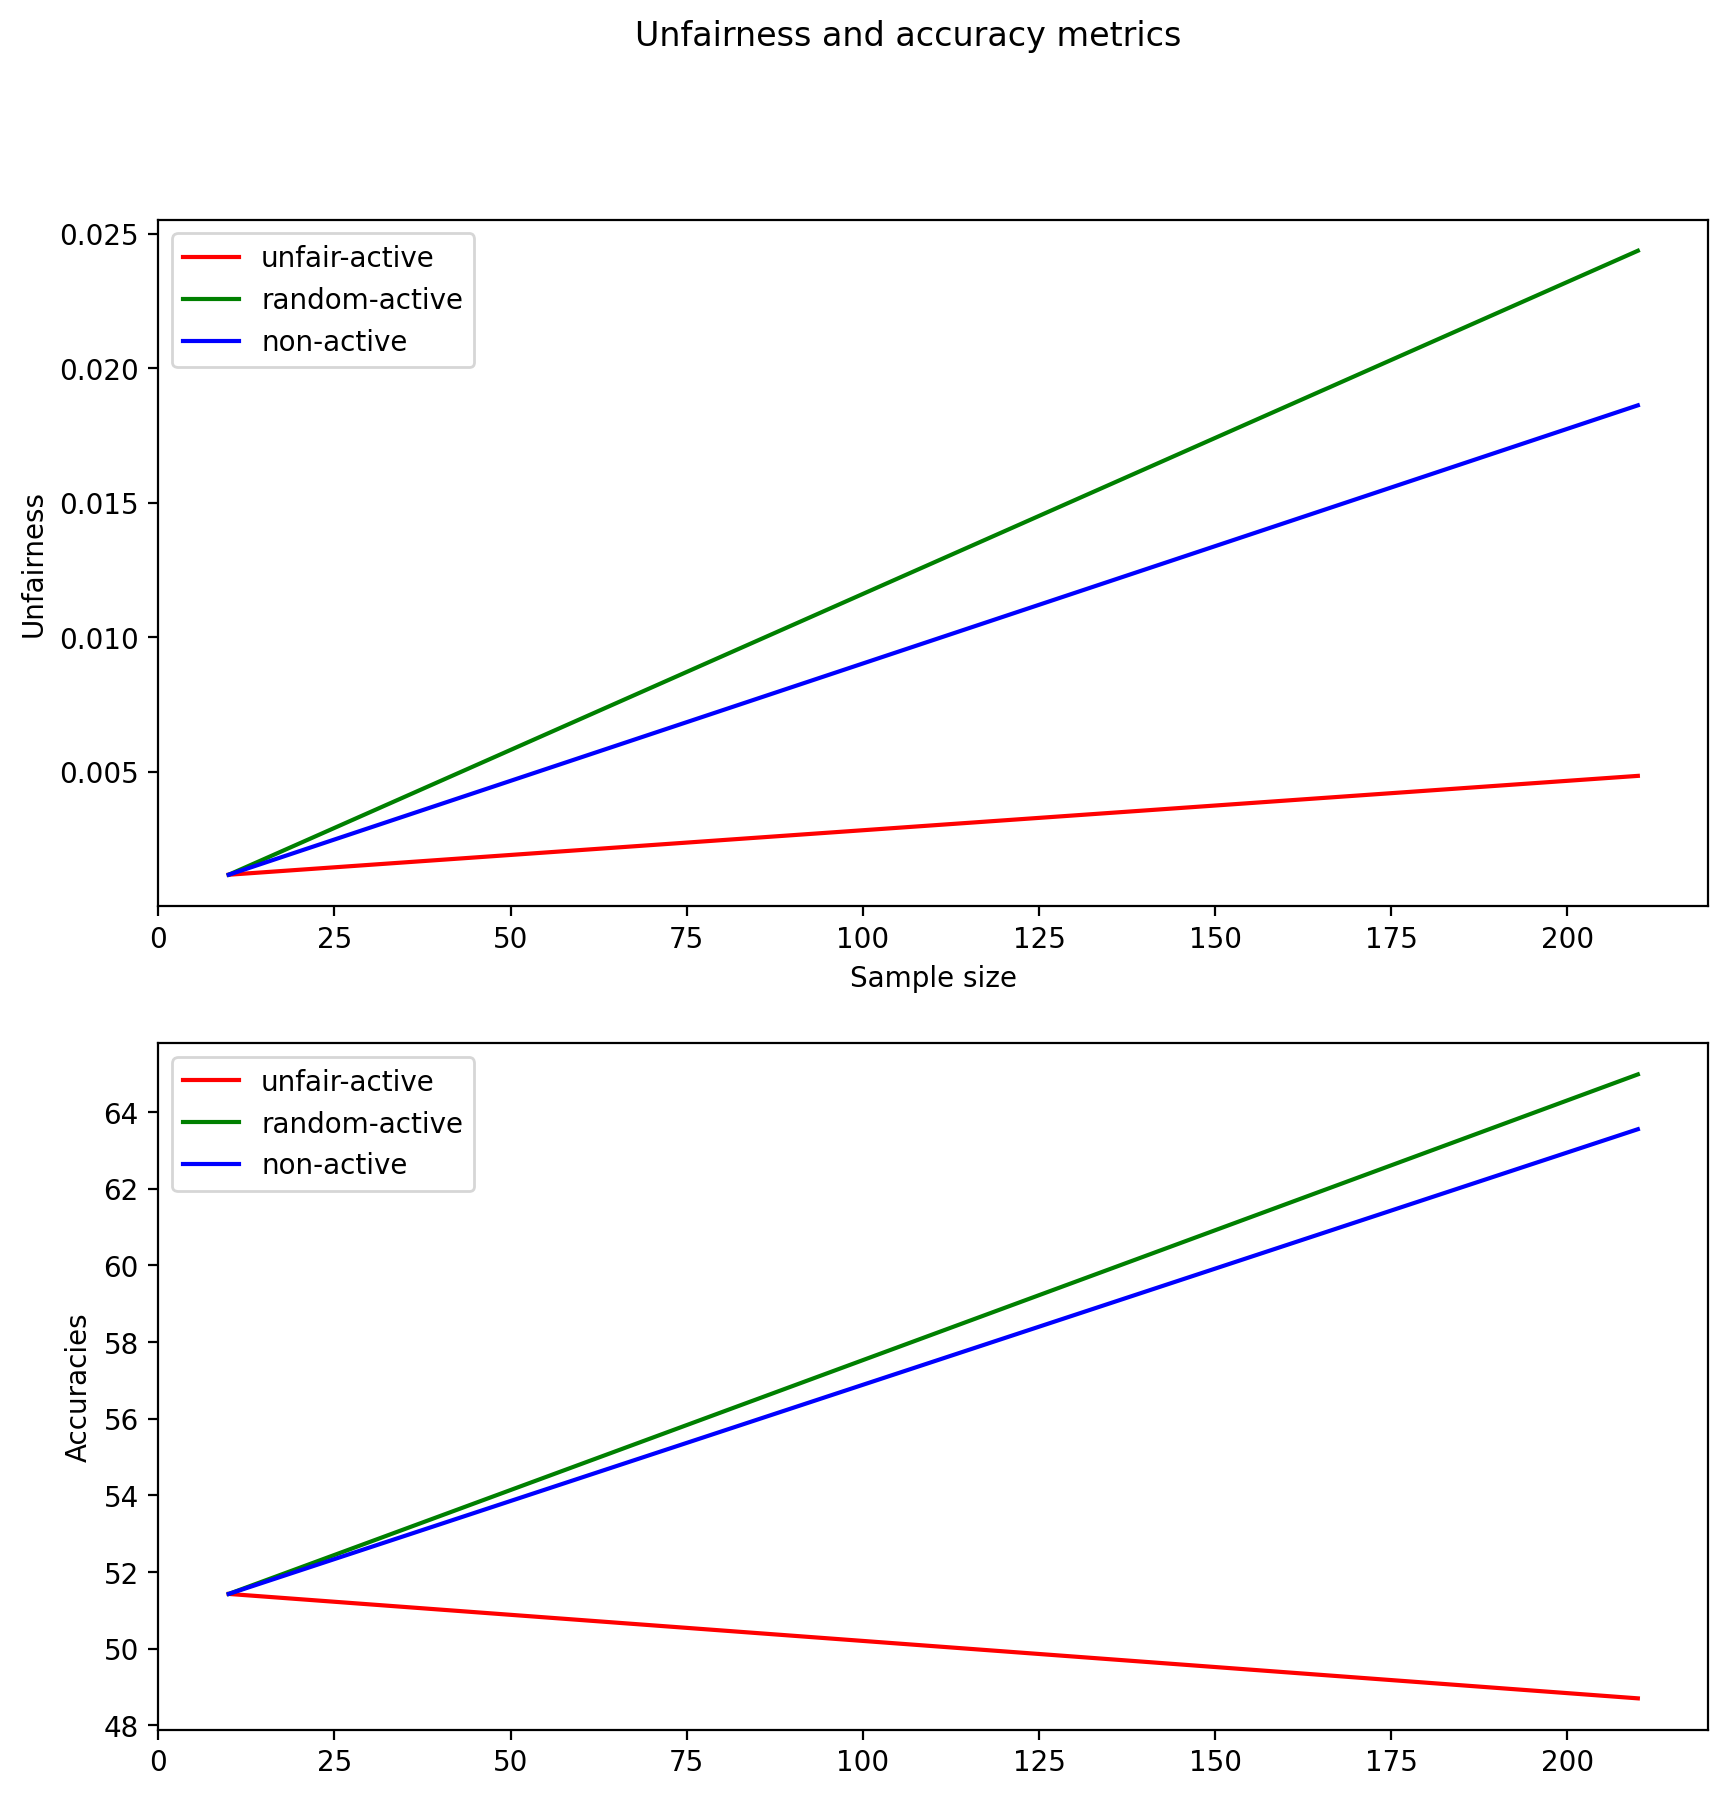 Unfairness and accuracy metrics
0.025
0.020
0.015
0.010
0.005
Unfairness
unfair-active
random-active
non-active
0 25 50 75 100 125 150 175 200
Sample size
64
62
60
58
56
54
52
50
48
Accuracies
unfair-active
random-active
non-active
0 25 50 75 100 125 150 175 200